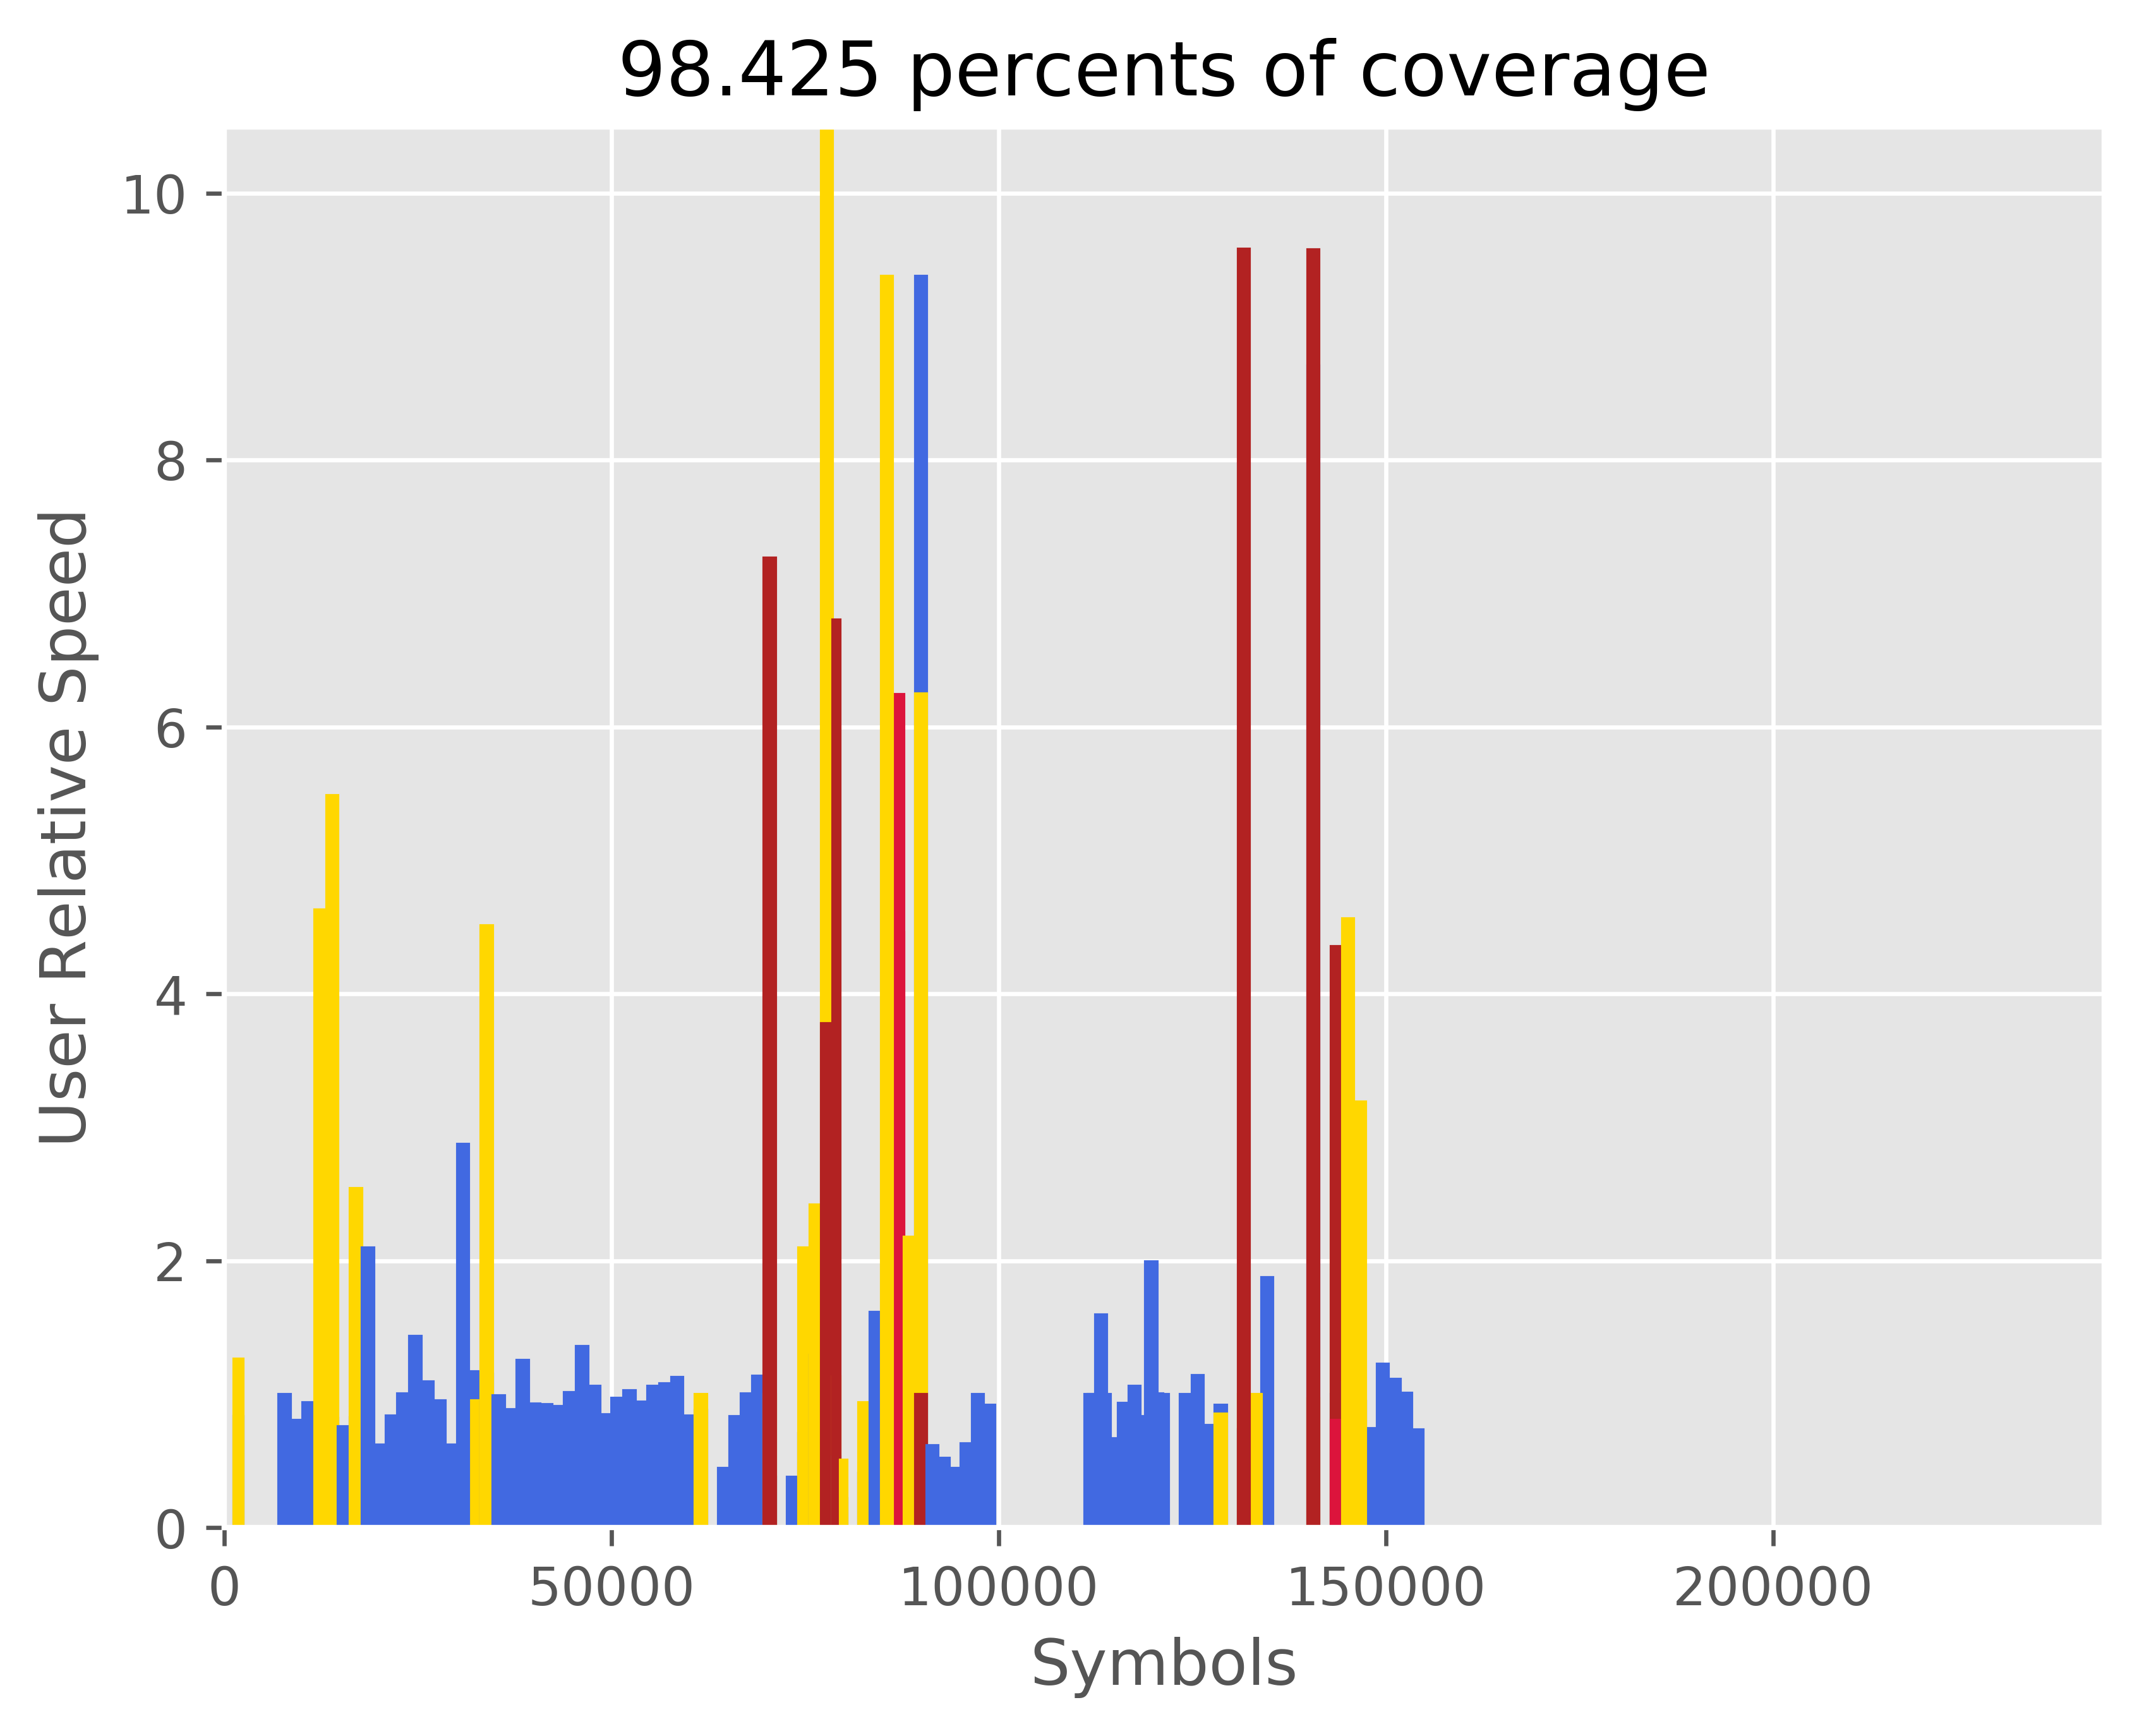 98.425 percents of coverage
10
8
6
4
2
0
User Relative Speed
0 50000 100000 150000 200000
Symbols